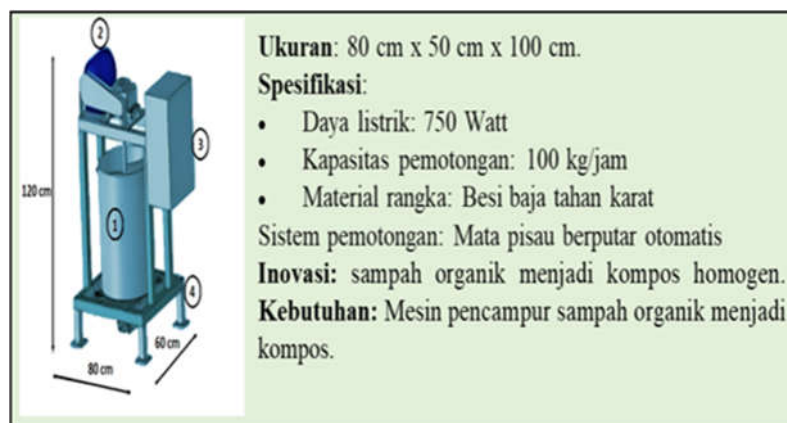 2
3
120 cm
1
4
60 cm
80 cm
Ukuran: 80 cm x 50 cm x 100 cm.
Spesifikasi:
• Daya listrik: 750 Watt
• Kapasitas pemotongan: 100 kg/jam
• Material rangka: Besi baja tahan karat
Sistem pemotongan: Mata pisau berputar otomatis
Inovasi: sampah organik menjadi kompos homogen.
Kebutuhan: Mesin pencampur sampah organik menjadi
kompos.